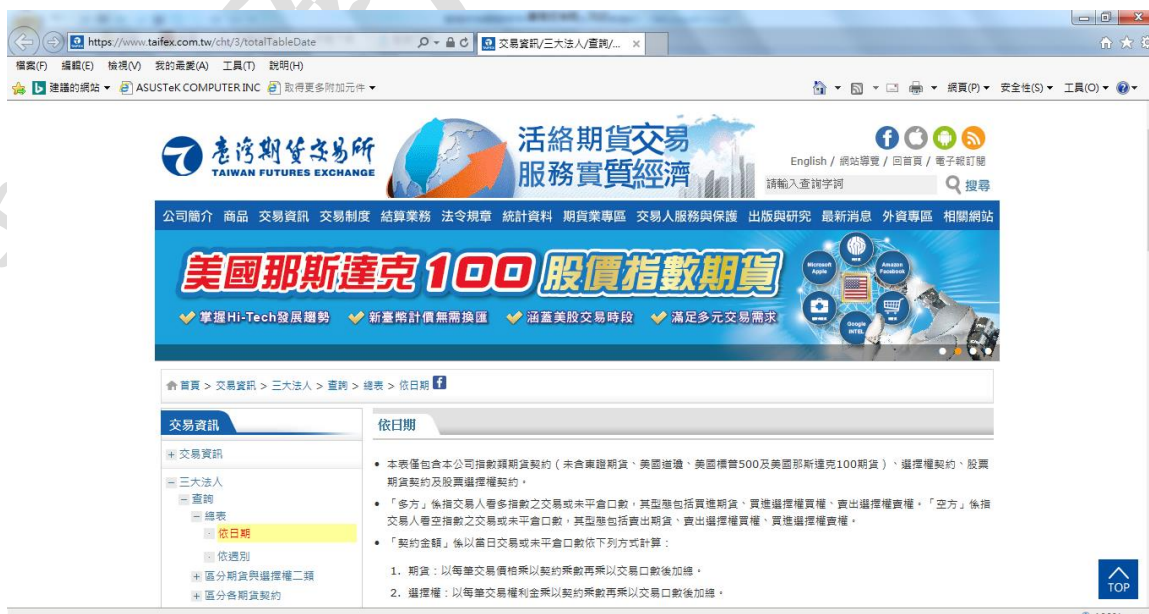 https://www.taifex.com.tw/cht/3/totalTableDate
交易資訊/三大法人/查詢/...
檔案(F) 編輯(E) 檢視(V) 我的最愛(A) 工具(T) 說明(H)
建議的網站 ASUSTeK COMPUTER INC 取得更多附加元件
網頁(P) 安全性(S) 工具(O)
臺灣期貨交易所
TAIWAN FUTURES EXCHANGE
活絡期貨交易
服務實質經濟
English / 網站導覽 / 回首頁 / 電子報訂閱
請輸入查詢字詞 搜尋
公司簡介 商品 交易資訊 交易制度 結算業務 法令規章 統計資料 期貨業專區 交易人服務與保護 出版與研究 最新消息 外資專區 相關網站
美國那斯達克100股價指數期貨
掌握Hi-Tech發展趨勢 新臺幣計價無需換匯 涵蓋美股交易時段 滿足多元交易需求
Microsoft
Apple
Amazon
Facebook
Google
INTEL
首頁 > 交易資訊 > 三大法人 > 查詢 > 總表 > 依日期
交易資訊
交易資訊
三大法人
查詢
總表
依日期
依週別
區分期貨與選擇權二類
區分各期貨契約
依日期
• 本表僅包含本公司指數類期貨契約(未含東證期貨、美國道瓊、美國標普500及美國那斯達克100期貨)、選擇權契約、股票
期貨契約及股票選擇權契約。
• 「多方」係指交易人看多指數之交易或未平倉口數,其型態包括買進期貨、買進選擇權買權、賣出選擇權賣權。「空方」係指
交易人看空指數之交易或未平倉口數,其型態包括賣出期貨、賣出選擇權買權、買進選擇權賣權。
• 「契約金額」係以當日交易或未平倉口數依下列方式計算:
1. 期貨:以每筆交易價格乘以契約乘數再乘以交易口數後加總。
2. 選擇權:以每筆交易權利金乘以契約乘數再乘以交易口數後加總。
TOP